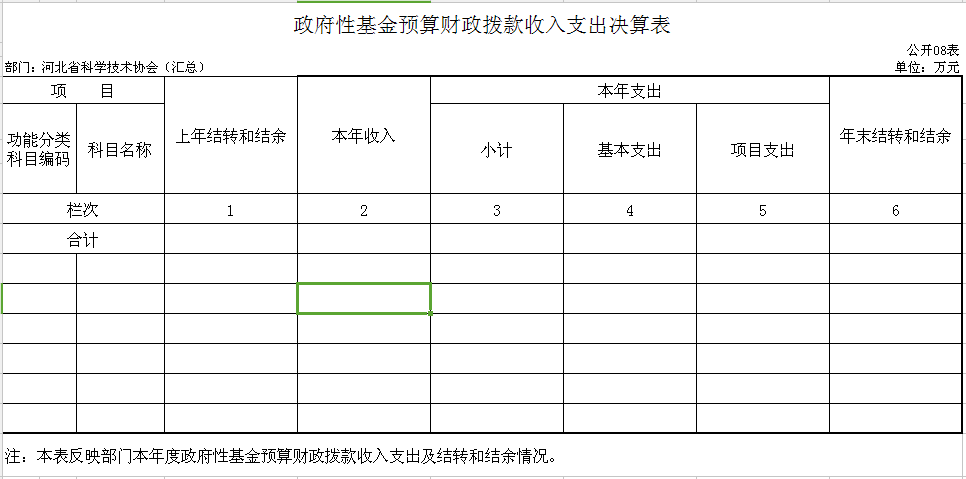 政府性基金预算财政拨款收入支出决算表
公开08表
部门：河北省科学技术协会（汇总）
单位：万元
项 目
上年结转和结余
本年收入
本年支出
年末结转和结余
功能分类
科目编码
科目名称
小计
基本支出
项目支出
栏次 1 2 3 4 5 6
合计
注：本表反映部门本年度政府性基金预算财政拨款收入支出及结转和结余情况。